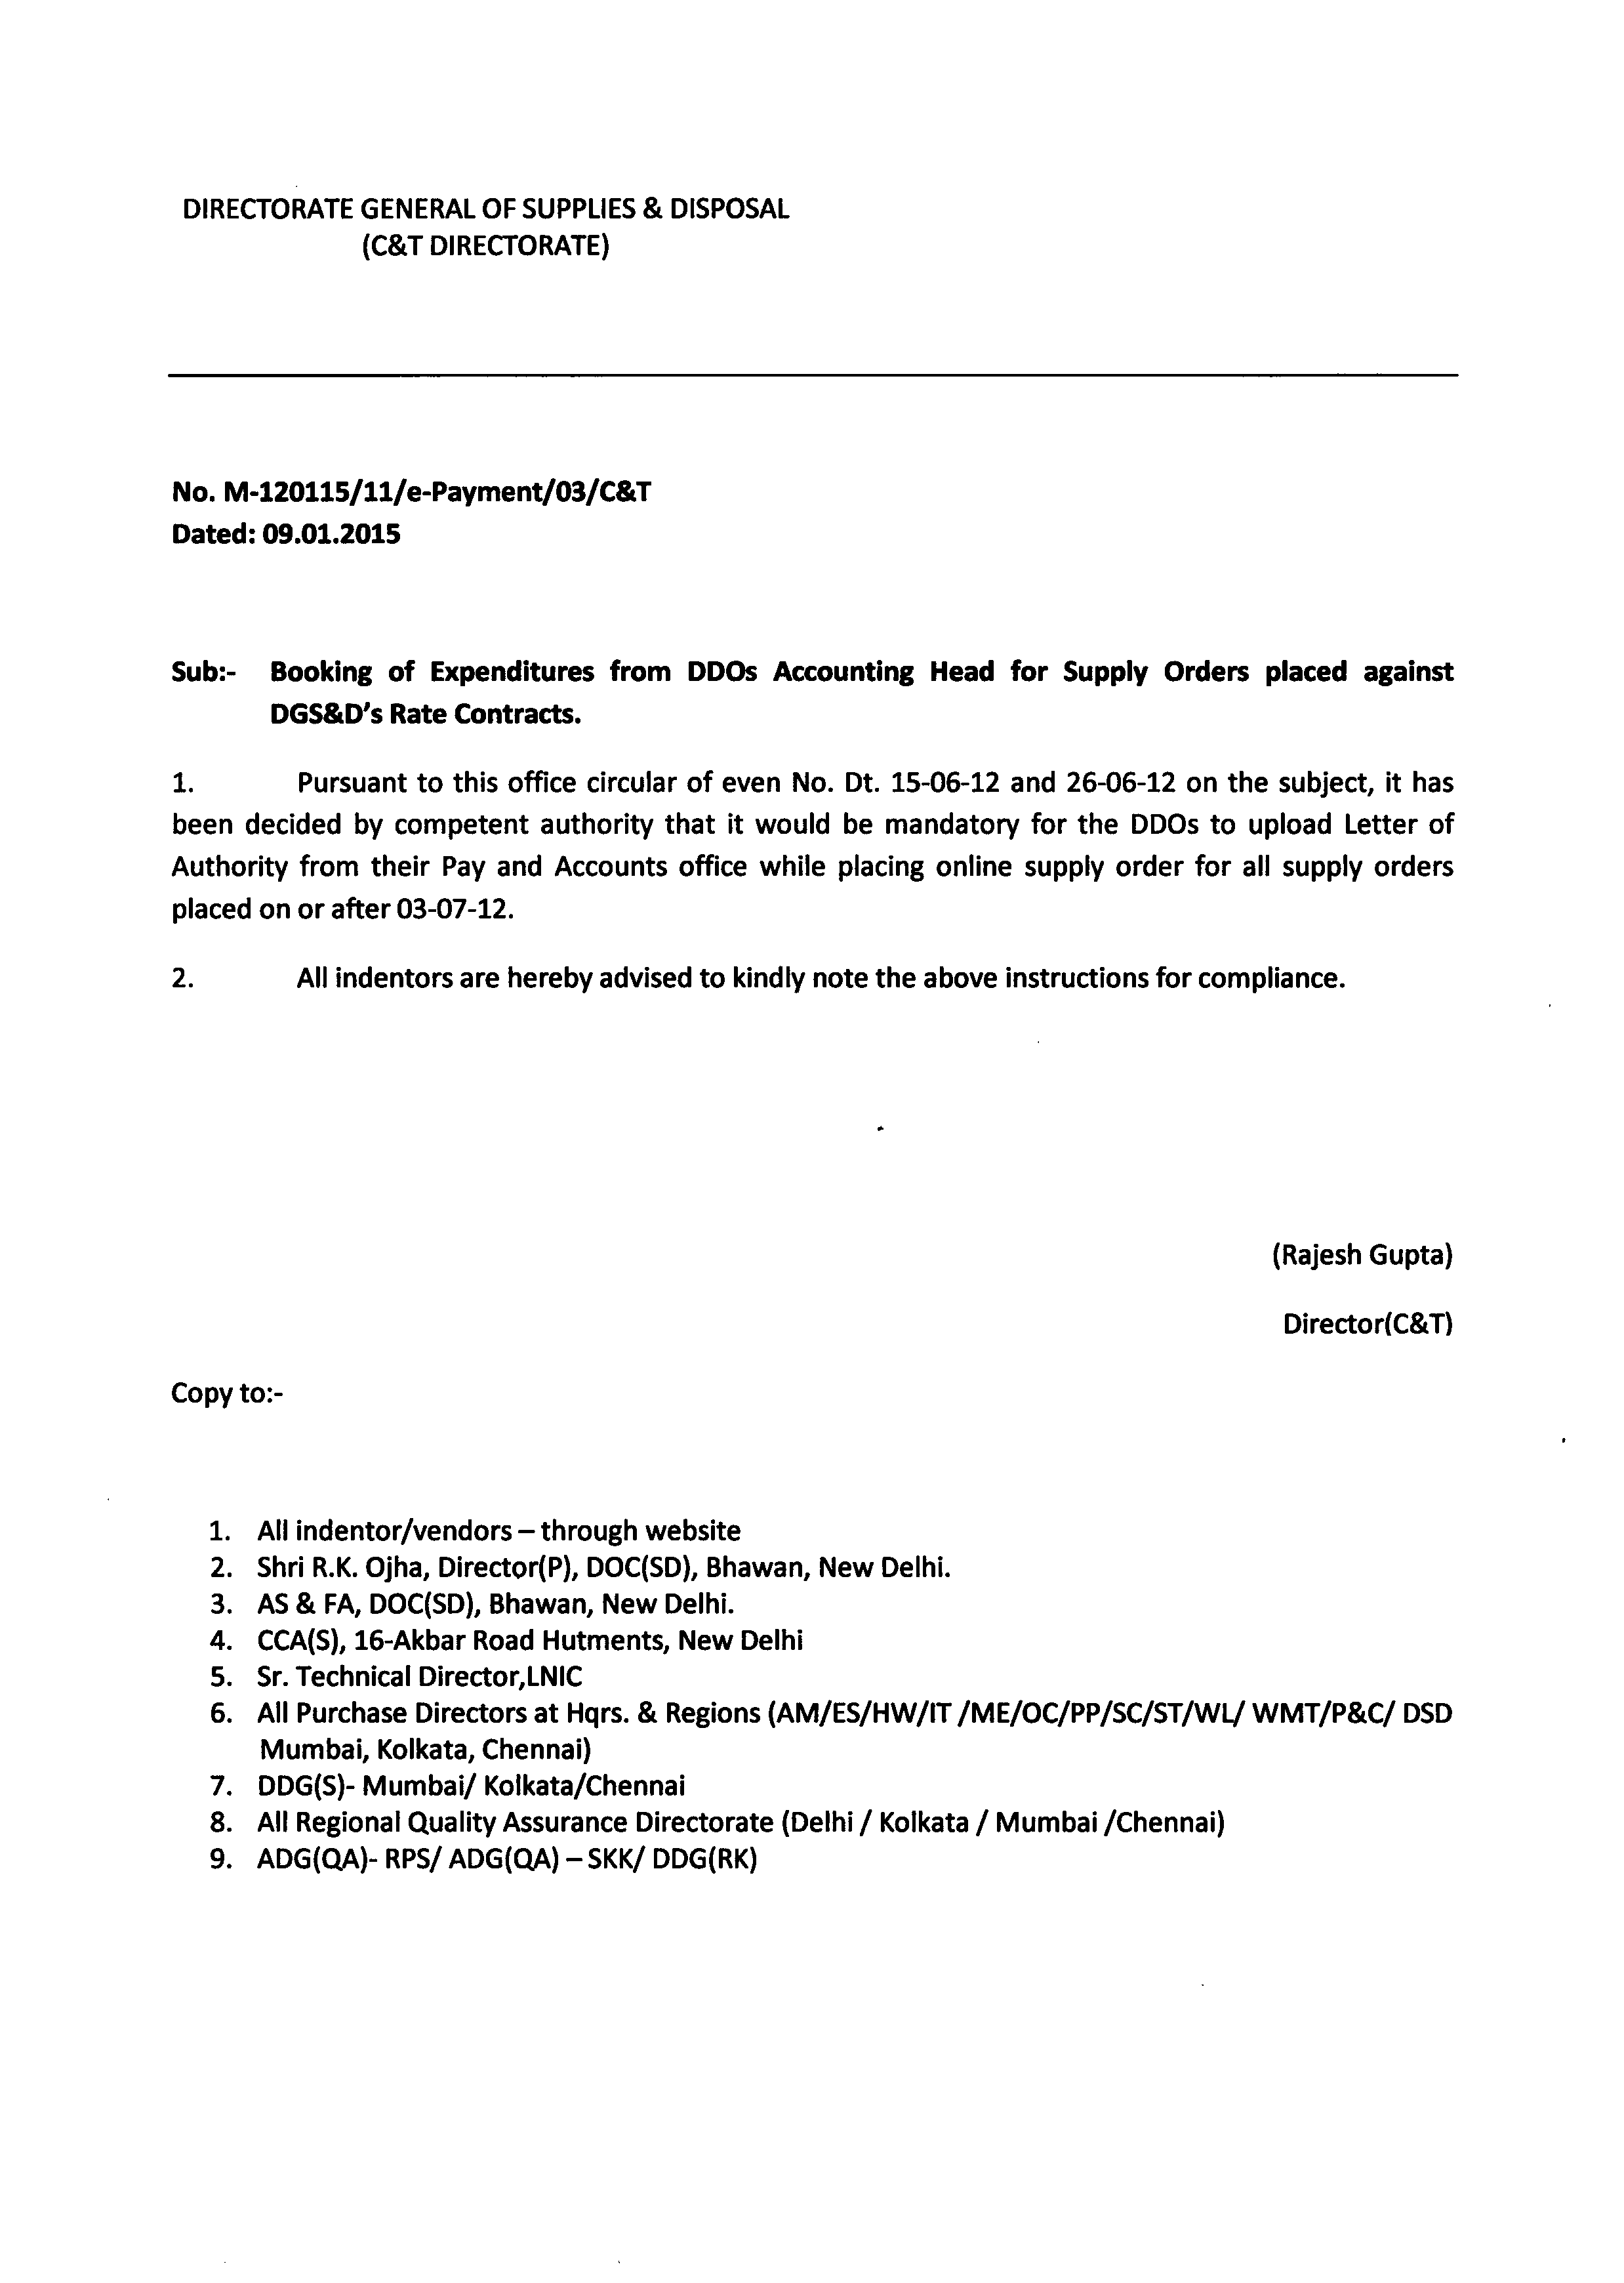 DIRECTORATE GENERAL OF SUPPLIES & DISPOSAL
(C&T DIRECTORATE)
No. M-120115/11/e-Payment/03/C&T
Dated: 09.01.2015
Sub:- Booking of Expenditures from DDOs Accounting Head for Supply Orders placed against
DGS&D's Rate Contracts.
1. Pursuant to this office circular of even No. Dt. 15-06-12 and 26-06-12 on the subject, it has
been decided by competent authority that it would be mandatory for the DDOs to upload Letter of
Authority from their Pay and Accounts office while placing online supply order for all supply orders
placed on or after 03-07-12.
2. All indentors are hereby advised to kindly note the above instructions for compliance.
(Rajesh Gupta)
Director(C&T)
Copy to:-
1. All indentor/vendors – through website
2. Shri R.K. Ojha, Director(P), DOC(SD), Bhawan, New Delhi.
3. AS & FA, DOC(SD), Bhawan, New Delhi.
4. CCA(S), 16-Akbar Road Hutments, New Delhi
5. Sr. Technical Director,LNIC
6. All Purchase Directors at Hqrs. & Regions (AM/ES/HW/IT /ME/OC/PP/SC/ST/WL/ WMT/P&C/ DSD
Mumbai, Kolkata, Chennai)
7. DDG(S)- Mumbai/ Kolkata/Chennai
8. All Regional Quality Assurance Directorate (Delhi / Kolkata / Mumbai /Chennai)
9. ADG(QA)- RPS/ ADG(QA) – SKK/ DDG(RK)